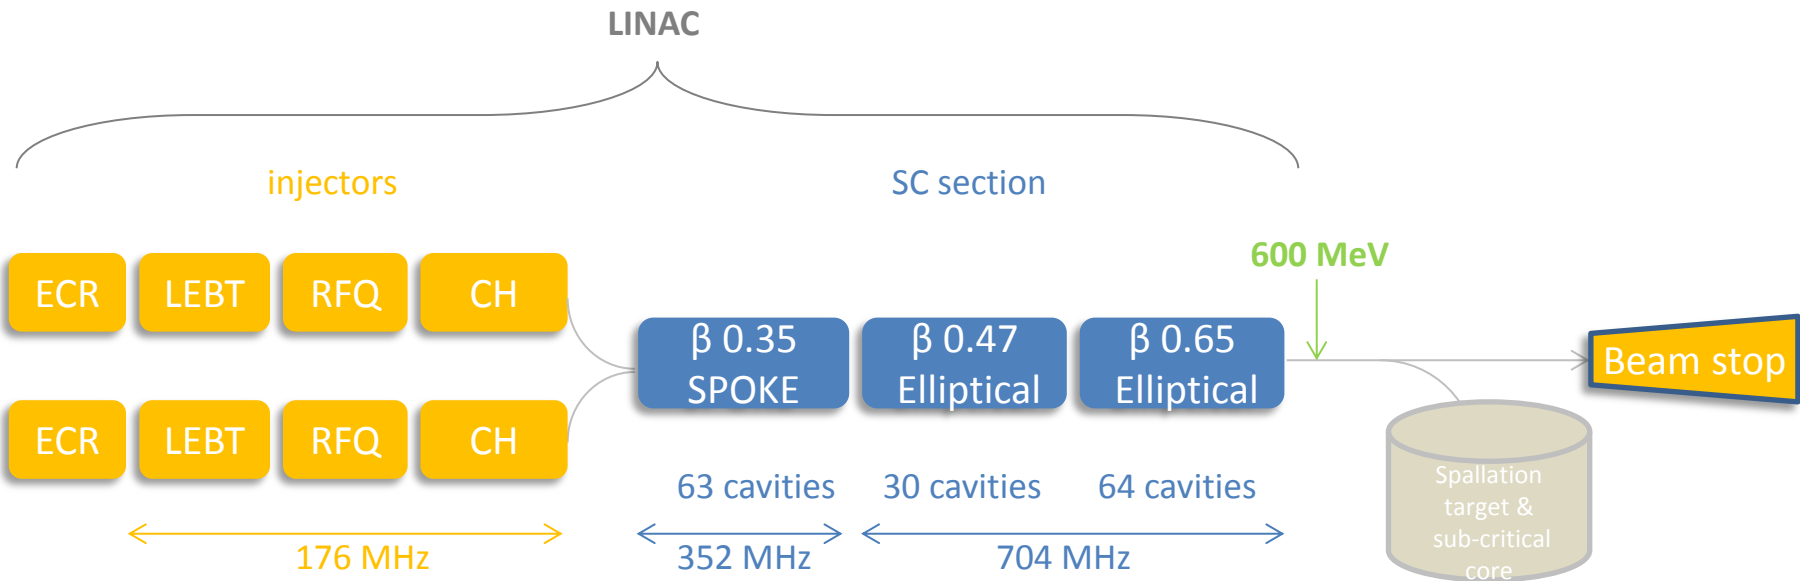 LINAC
injectors
SC section
600 MeV
ECR
LEBT
RFQ
CH
β 0.35
SPOKE
β 0.47
Elliptical
β 0.65
Elliptical
Beam stop
ECR
LEBT
RFQ
CH
63 cavities
30 cavities
64 cavities
Spallation
target &
sub-critical
core
176 MHz
352 MHz
704 MHz